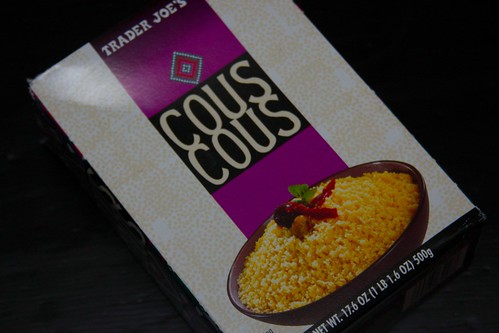 TRADER JOE'S
COUS
COUS
NET WT. 17.6 OZ (1 LB 1.6 OZ) 500g